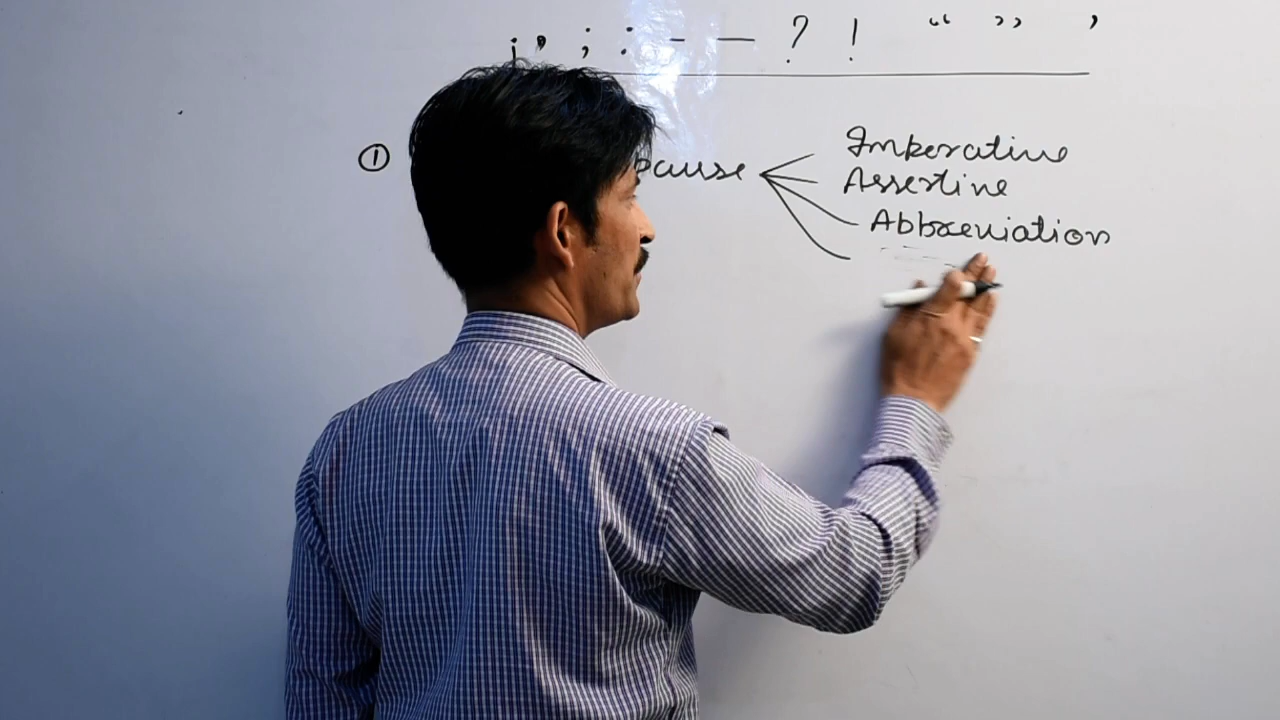 . , ; : - — ? ! “ ” ’
① pause
Imperative
Assertive
Abbreviation